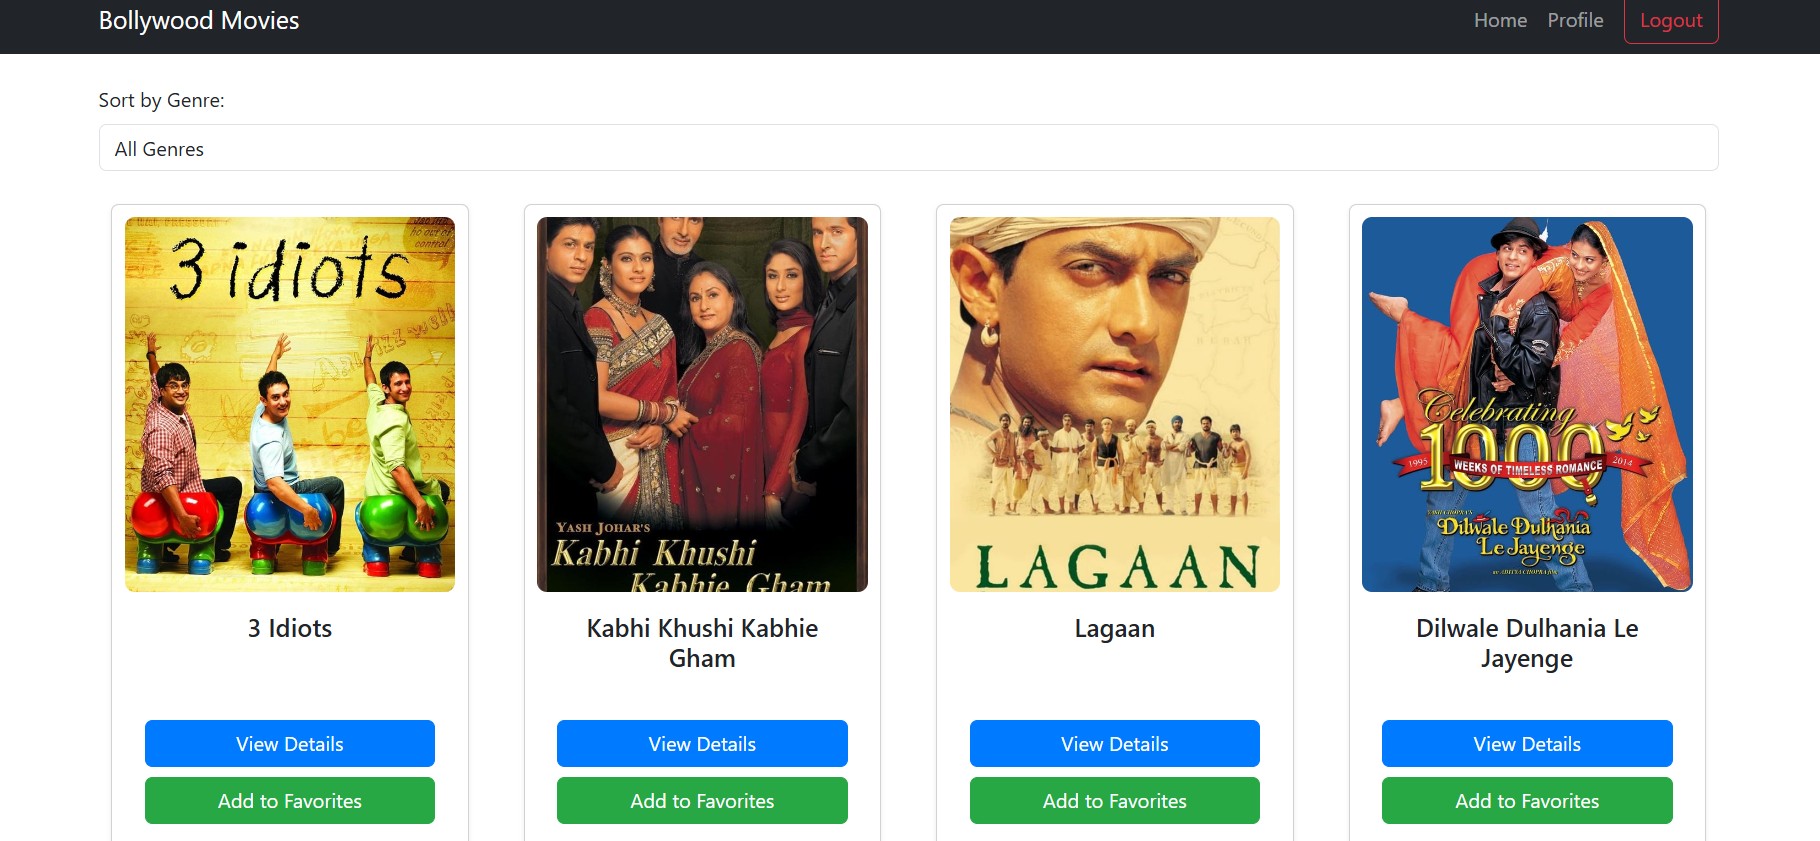 Bollywood Movies
Home Profile Logout
Sort by Genre:
All Genres
3 idiots
YASH JOHAR'S
Kabhi Khushi
Kabhie Gham
LAGAAN
Celebrating
1000
1995 WEEKS OF TIMELESS ROMANCE 2014
Dilwale Dulhania
Le Jayenge
3 Idiots
Kabhi Khushi Kabhie
Gham
Lagaan
Dilwale Dulhania Le
Jayenge
View Details
View Details
View Details
View Details
Add to Favorites
Add to Favorites
Add to Favorites
Add to Favorites